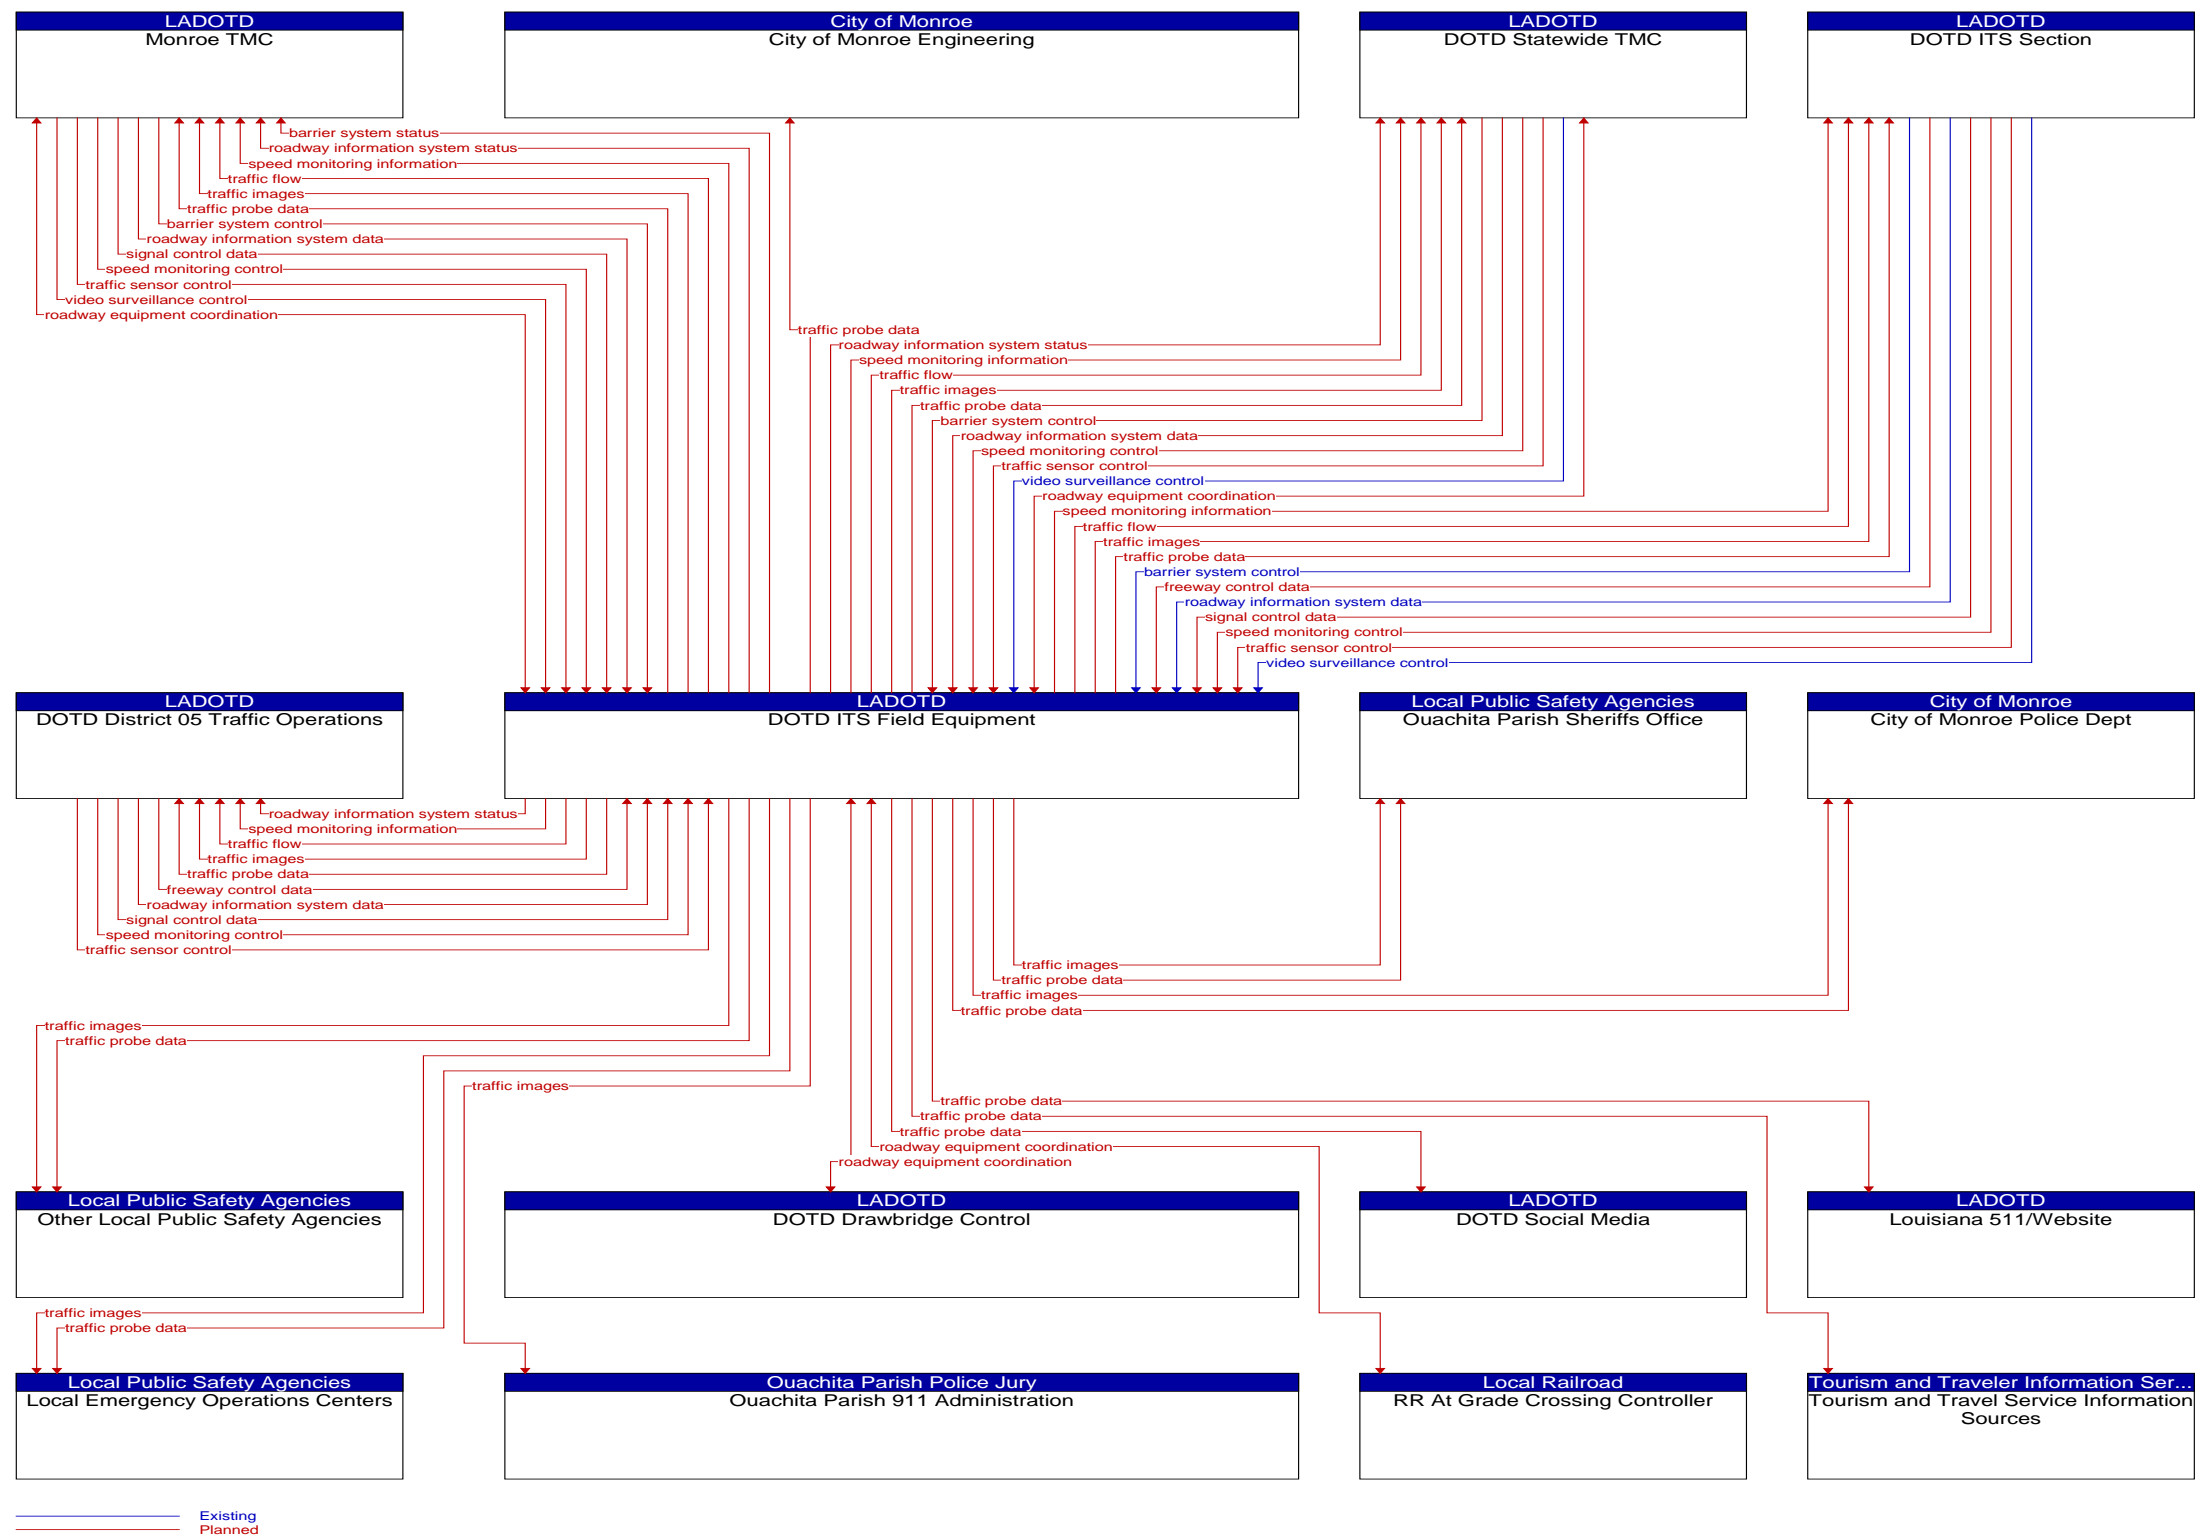 LADOTD
Monroe TMC
City of Monroe
City of Monroe Engineering
LADOTD
DOTD Statewide TMC
LADOTD
DOTD ITS Section
barrier system status
roadway information system status
speed monitoring information
traffic flow
traffic images
traffic probe data
barrier system control
roadway information system data
signal control data
speed monitoring control
traffic sensor control
video surveillance control
roadway equipment coordination
traffic probe data
roadway information system status
speed monitoring information
traffic flow
traffic images
traffic probe data
barrier system control
roadway information system data
speed monitoring control
traffic sensor control
video surveillance control
roadway equipment coordination
speed monitoring information
traffic flow
traffic images
traffic probe data
barrier system control
freeway control data
roadway information system data
signal control data
speed monitoring control
traffic sensor control
video surveillance control
LADOTD
DOTD District 05 Traffic Operations
LADOTD
DOTD ITS Field Equipment
Local Public Safety Agencies
Ouachita Parish Sheriffs Office
City of Monroe
City of Monroe Police Dept
roadway information system status
speed monitoring information
traffic flow
traffic images
traffic probe data
freeway control data
roadway information system data
signal control data
speed monitoring control
traffic sensor control
traffic images
traffic probe data
traffic images
traffic probe data
traffic images
traffic probe data
traffic images
traffic probe data
traffic probe data
traffic probe data
roadway equipment coordination
roadway equipment coordination
Local Public Safety Agencies
Other Local Public Safety Agencies
LADOTD
DOTD Drawbridge Control
LADOTD
DOTD Social Media
LADOTD
Louisiana 511/Website
traffic images
traffic probe data
Local Public Safety Agencies
Local Emergency Operations Centers
Ouachita Parish Police Jury
Ouachita Parish 911 Administration
Local Railroad
RR At Grade Crossing Controller
Tourism and Traveler Information Ser...
Tourism and Travel Service Information
Sources
Existing
Planned